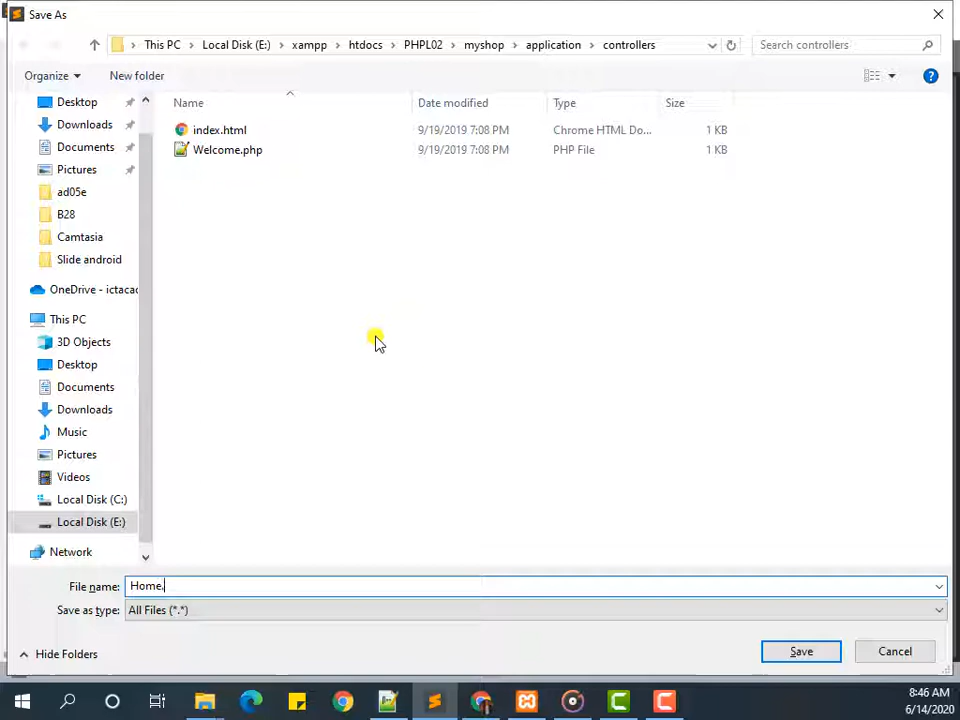 Save As
This PC
Local Disk (E:)
xampp
htdocs
PHPL02
myshop
application
controllers
Search controllers
Organize
New folder
Name
Date modified
Type
Size
index.html
9/19/2019 7:08 PM
Chrome HTML Do...
1 KB
Welcome.php
9/19/2019 7:08 PM
PHP File
1 KB
Desktop
Downloads
Documents
Pictures
ad05e
B28
Camtasia
Slide android
OneDrive - ictacac
This PC
3D Objects
Desktop
Documents
Downloads
Music
Pictures
Videos
Local Disk (C:)
Local Disk (E:)
Network
File name:
Home.
Save as type:
All Files (*.*)
Hide Folders
Save
Cancel
8:46 AM
6/14/2020